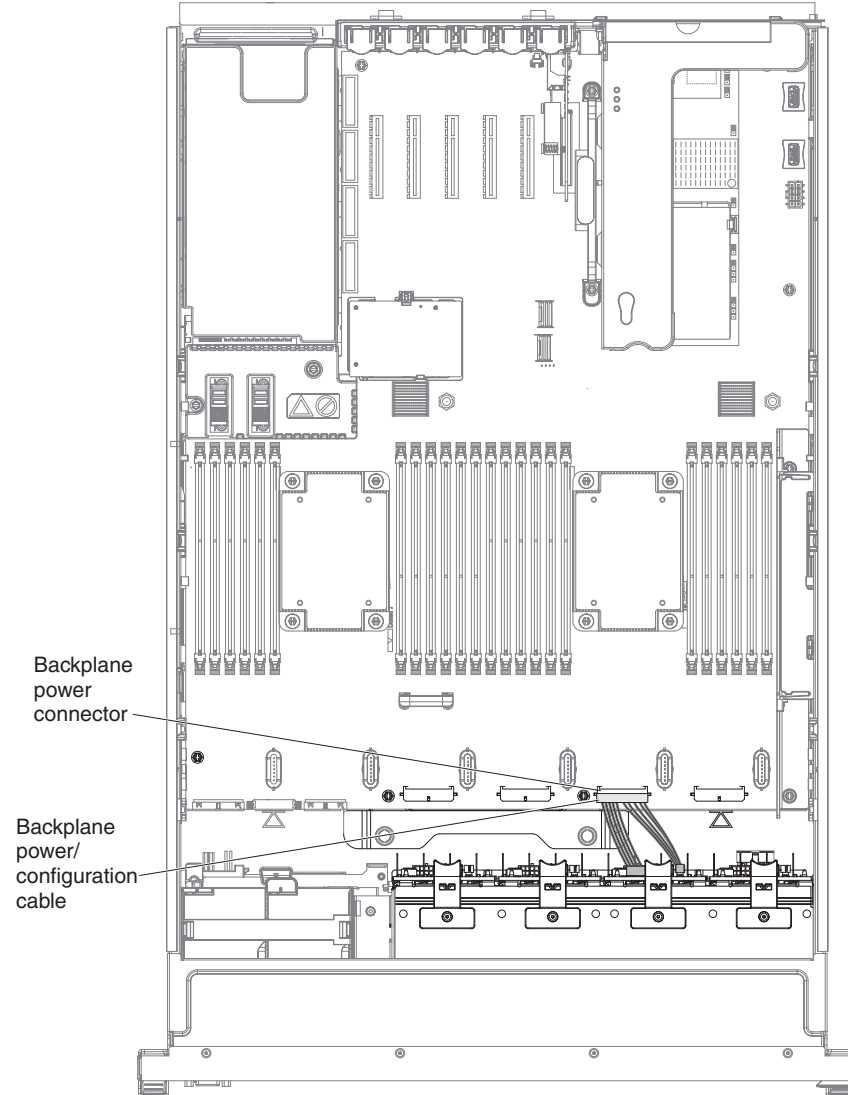 Backplane
power
connector
Backplane
power/
configuration
cable